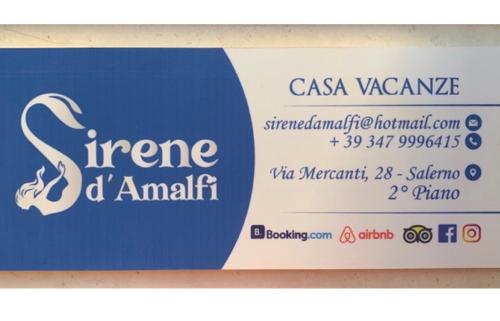 Sirene
d'Amalfi
CASA VACANZE
sirenedamalfi@hotmail.com
+ 39 347 9996415
Via Mercanti, 28 - Salerno
2° Piano
B. Booking.com airbnb